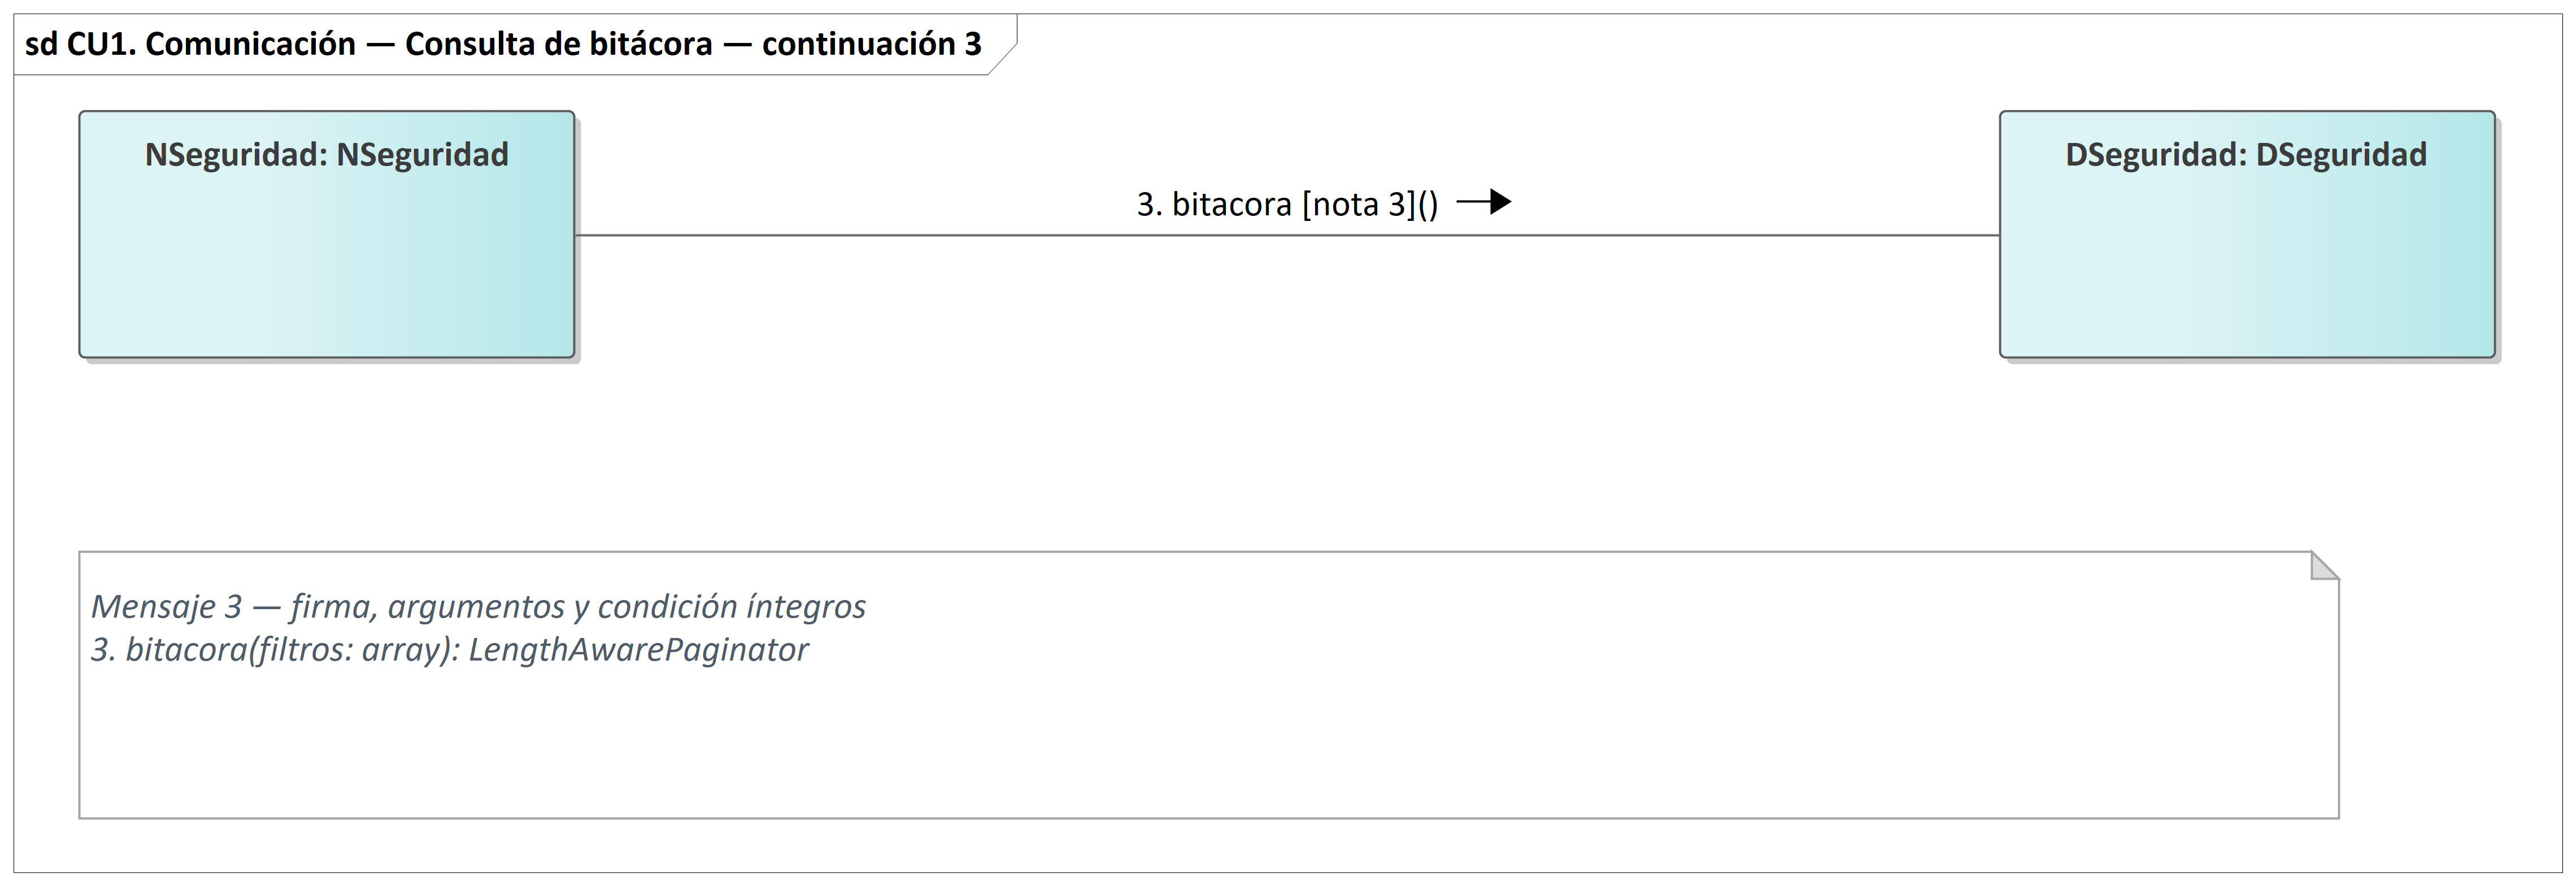 sd CU1. Comunicación — Consulta de bitácora — continuación 3
NSeguridad: NSeguridad
DSeguridad: DSeguridad
3. bitacora [nota 3]()
Mensaje 3 — firma, argumentos y condición íntegros
3. bitacora(filtros: array): LengthAwarePaginator